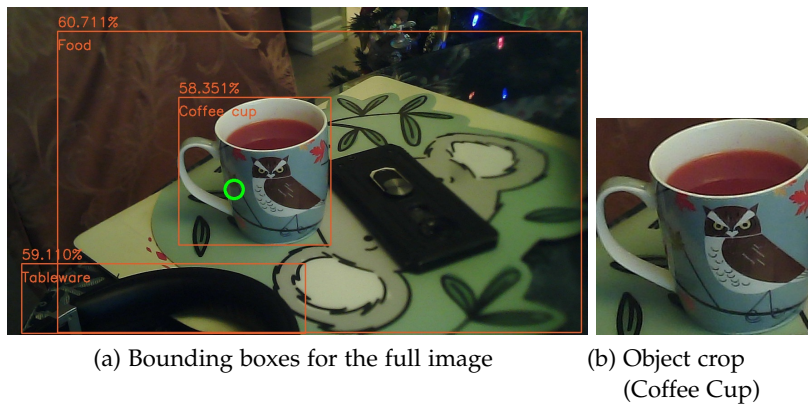 60.711%
Food
58.351%
Coffee cup
59.110%
Tableware
(a) Bounding boxes for the full image
(b) Object crop
(Coffee Cup)